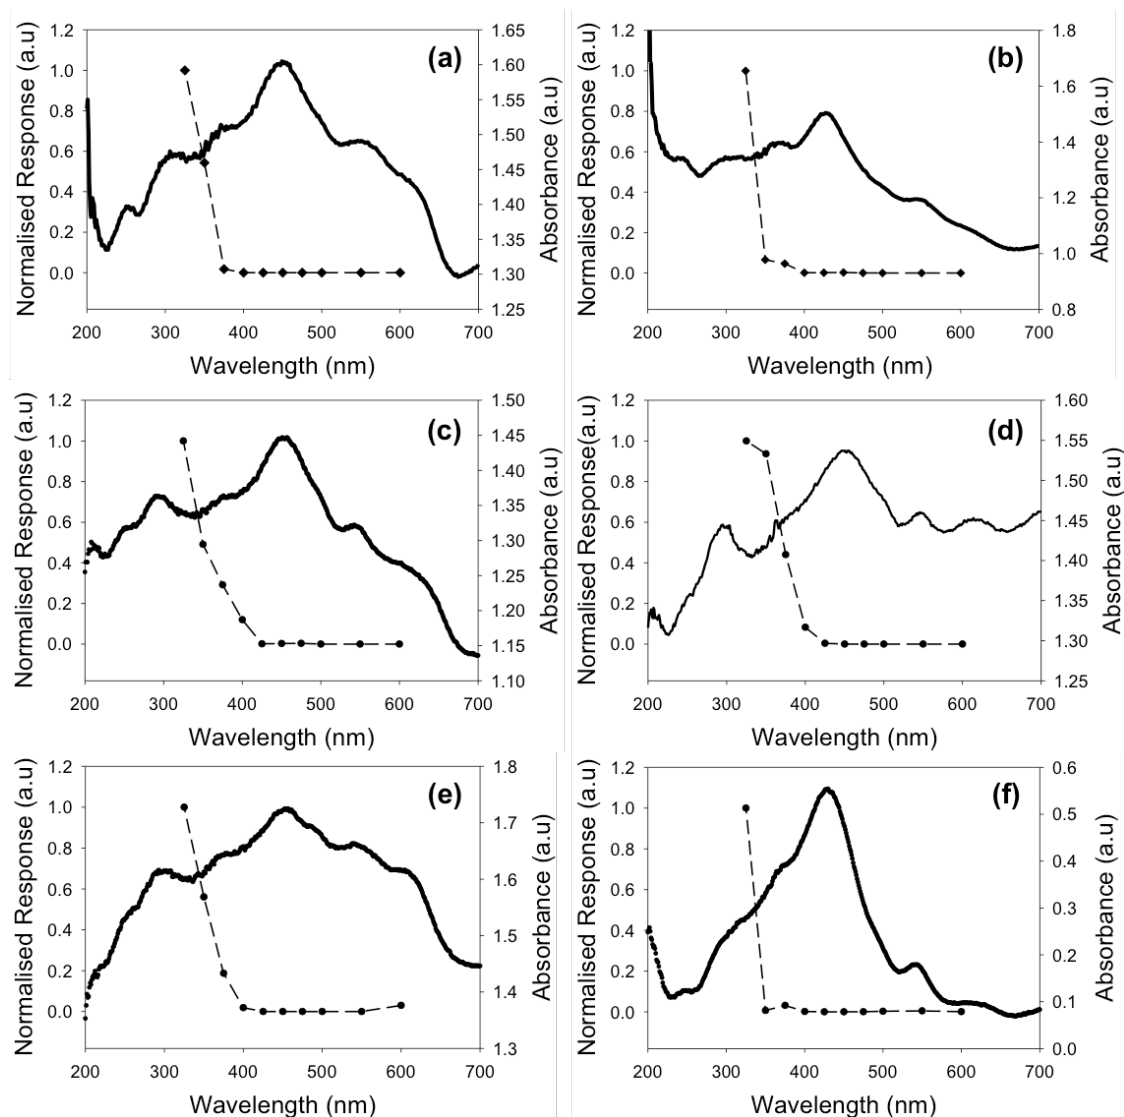 1.2 1.0 0.8 0.6 0.4 0.2 0.0
Normalised Response (a.u)
(a)
1.65 1.60 1.55 1.50 1.45 1.40 1.35 1.30 1.25
Absorbance (a.u)
200 300 400 500 600 700
Wavelength (nm)
1.2 1.0 0.8 0.6 0.4 0.2 0.0
Normalised Response(a.u)
(b)
1.8 1.6 1.4 1.2 1.0 0.8
Absorbance (a.u)
200 300 400 500 600 700
Wavelength (nm)
1.2 1.0 0.8 0.6 0.4 0.2 0.0
Normalised Response (a.u)
(c)
1.50 1.45 1.40 1.35 1.30 1.25 1.20 1.15 1.10
Absorbance (a.u)
200 300 400 500 600 700
Wavelength (nm)
1.2 1.0 0.8 0.6 0.4 0.2 0.0
Normalised Response(a.u)
(d)
1.60 1.55 1.50 1.45 1.40 1.35 1.30 1.25
Absorbance (a.u)
200 300 400 500 600 700
Wavelength (nm)
1.2 1.0 0.8 0.6 0.4 0.2 0.0
Normalised Response (a.u)
(e)
1.8 1.7 1.6 1.5 1.4 1.3
Absorbance (a.u)
200 300 400 500 600 700
Wavelength (nm)
1.2 1.0 0.8 0.6 0.4 0.2 0.0
Normalised Response (a.u)
(f)
0.6 0.5 0.4 0.3 0.2 0.1 0.0
Absorbance (a.u)
200 300 400 500 600 700
Wavelength (nm)